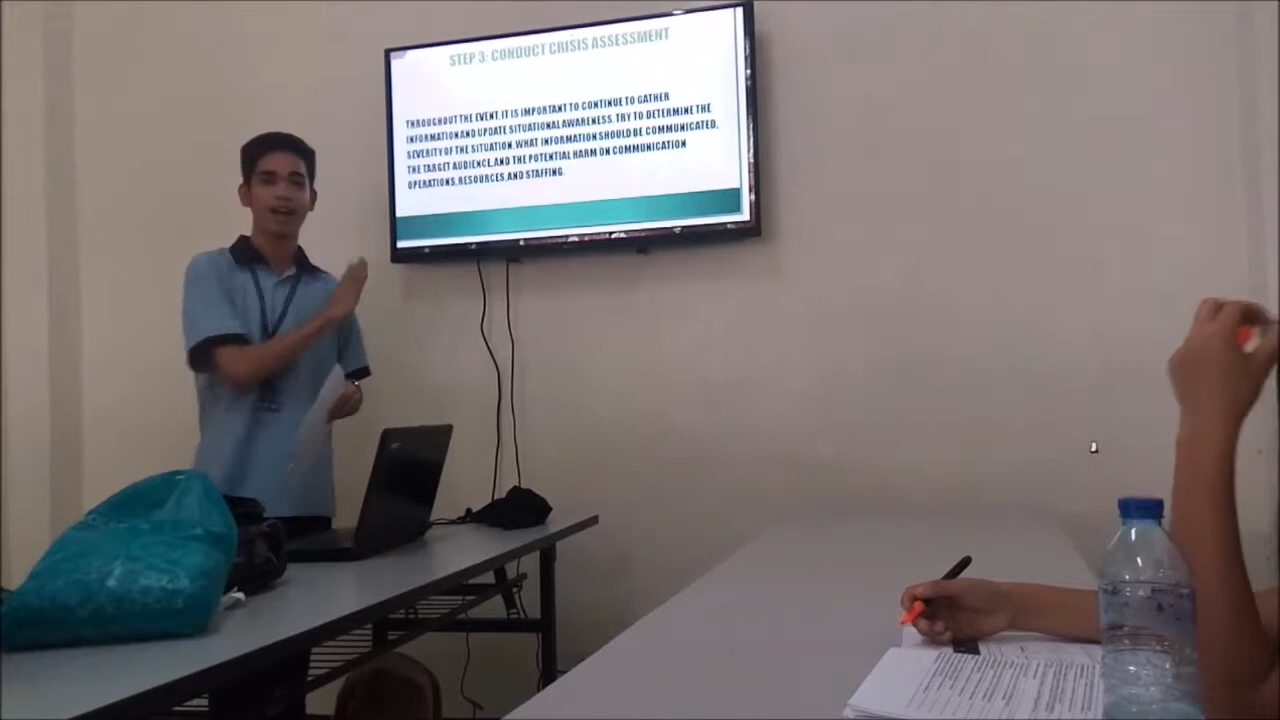 STEP 3: CONDUCT CRISIS ASSESSMENT
THROUGHOUT THE EVENT, IT IS IMPORTANT TO CONTINUE TO GATHER
INFORMATION AND UPDATE SITUATIONAL AWARENESS. TRY TO DETERMINE THE
SEVERITY OF THE SITUATION, WHAT INFORMATION SHOULD BE COMMUNICATED,
THE TARGET AUDIENCE, AND THE POTENTIAL HARM ON COMMUNICATION
OPERATIONS, RESOURCES, AND STAFFING.